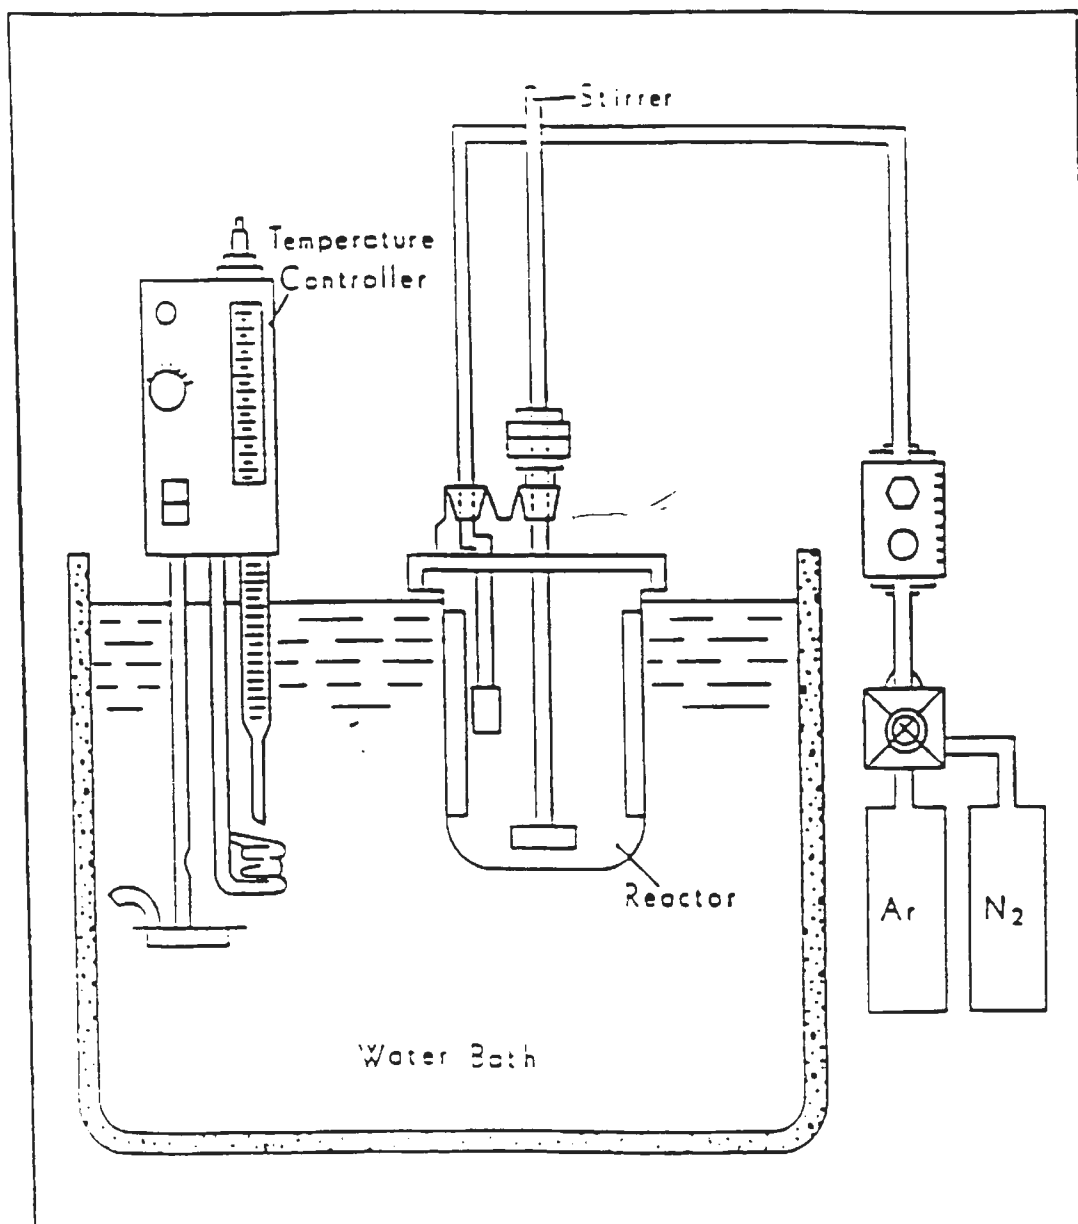 Stirrer
Temperature
Controller
Reactor
Ar
N₂
Water Bath